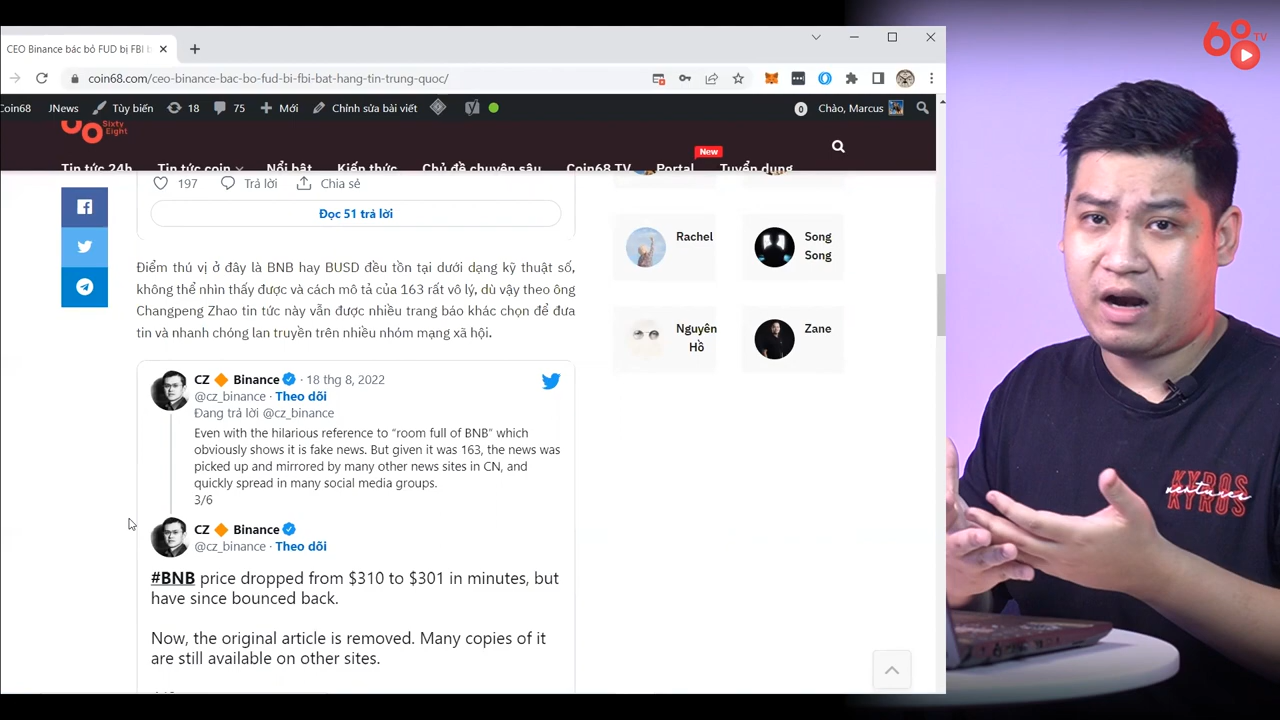 CEO Binance bác bỏ FUD bị FBI
coin68.com/ceo-binance-bac-bo-fud-bi-fbi-bat-hang-tin-trung-quoc/
Coin68 JNews Tùy biến 18 75 Mới Chỉnh sửa bài viết 0 Chào, Marcus
Sixty
Eight
New
Tin tức 24h Tin tức coin Nổi bật Kiến thức Chủ đề chuyên sâu Coin68 TV Portal Tuyển dụng
197 Trả lời Chia sẻ
Đọc 51 trả lời
Điểm thú vị ở đây là BNB hay BUSD đều tồn tại dưới dạng kỹ thuật số,
không thể nhìn thấy được và cách mô tả của 163 rất vô lý, dù vậy theo ông
Changpeng Zhao tin tức này vẫn được nhiều trang báo khác chọn để đưa
tin và nhanh chóng lan truyền trên nhiều nhóm mạng xã hội.
CZ 🔶 Binance · 18 thg 8, 2022
@cz_binance · Theo dõi
Đang trả lời @cz_binance
Even with the hilarious reference to “room full of BNB” which
obviously shows it is fake news. But given it was 163, the news was
picked up and mirrored by many other news sites in CN, and
quickly spread in many social media groups.
3/6
CZ 🔶 Binance
@cz_binance · Theo dõi
#BNB price dropped from $310 to $301 in minutes, but
have since bounced back.
Now, the original article is removed. Many copies of it
are still available on other sites.
Rachel
Song
Song
Nguyên
Hồ
Zane
68 TV
KYROS
ventures
KYROS